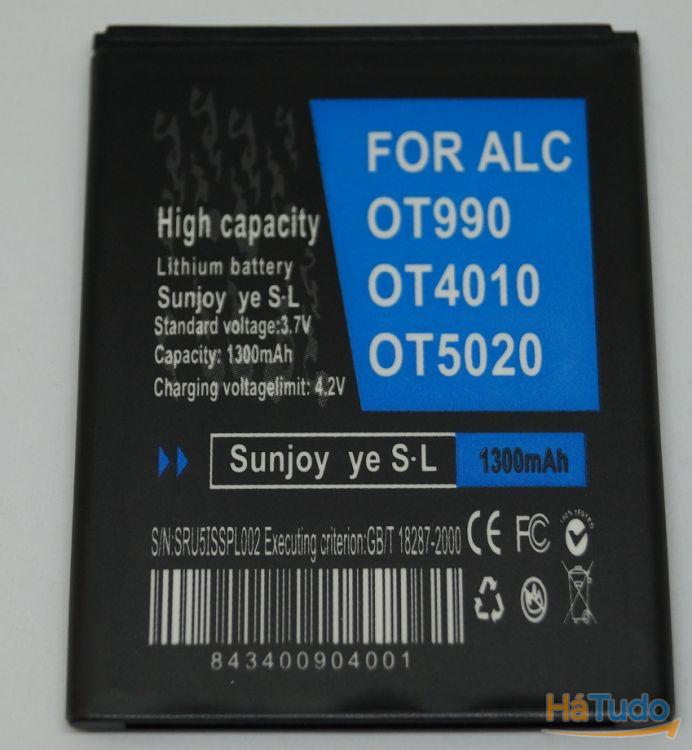 FOR ALC
OT990
OT4010
OT5020
High capacity
Lithium battery
Sunjoy ye S·L
Standard voltage:3.7V
Capacity: 1300mAh
Charging voltagelimit: 4.2V
Sunjoy ye S·L 1300mAh
S/N:SRU5ISSPL002 Executing criterion:GB/T 18287-2000 CE FC
843400904001
HáTudo